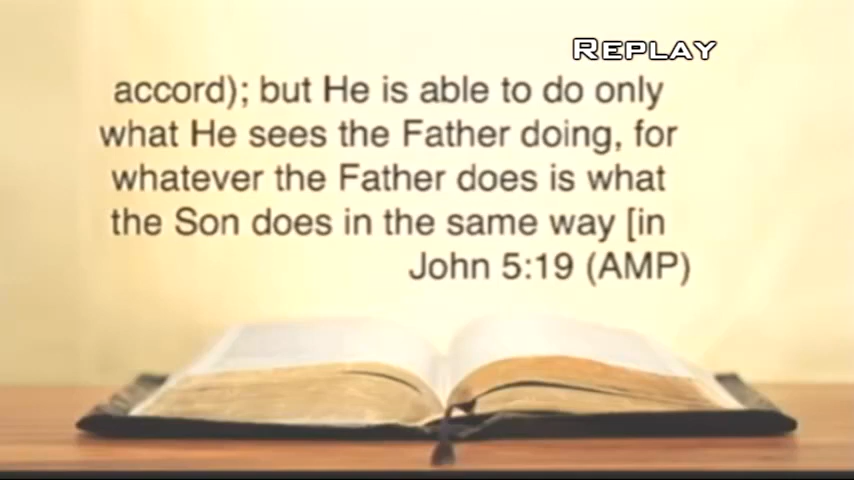 REPLAY
accord); but He is able to do only
what He sees the Father doing, for
whatever the Father does is what
the Son does in the same way [in
John 5:19 (AMP)